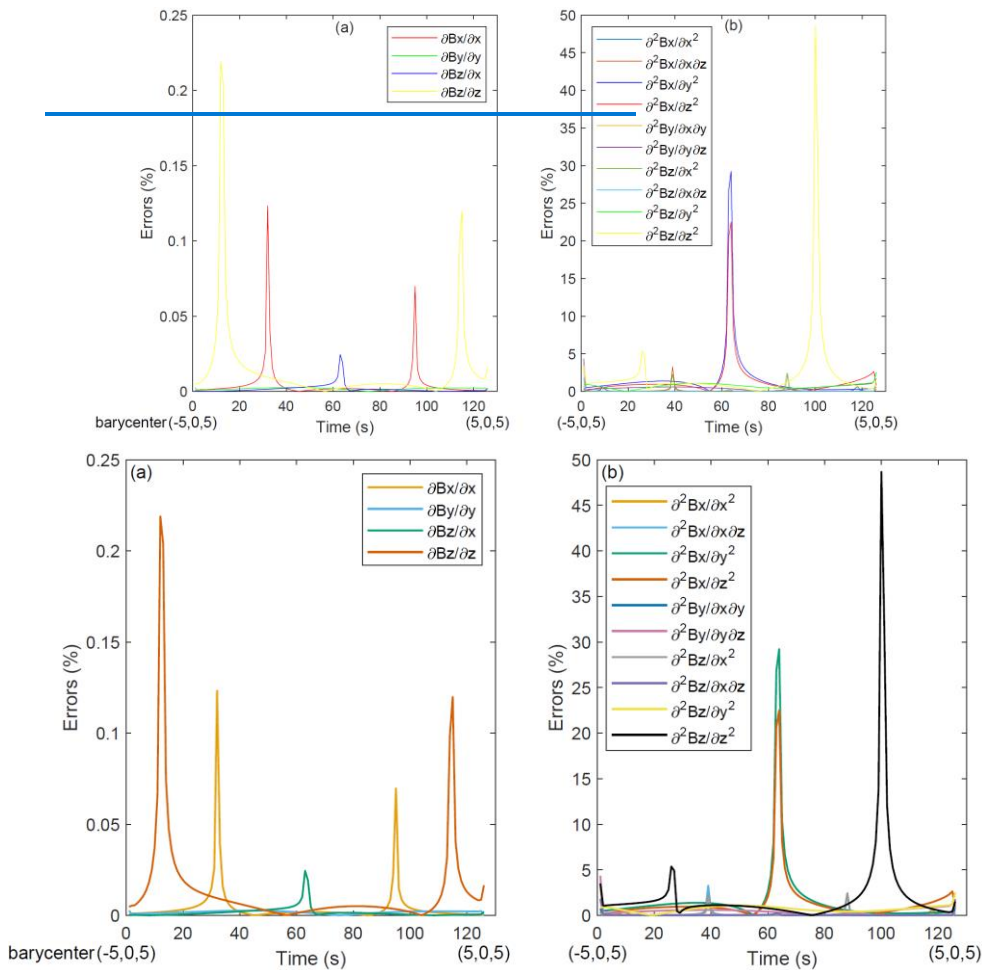 (a)
0.25
0.2
0.15
0.1
0.05
0
Errors (%)
∂Bx/∂x
∂By/∂y
∂Bz/∂x
∂Bz/∂z
0 20 40 60 80 100 120
barycenter(-5,0,5) Time (s) (5,0,5)
(b)
50
45
40
35
30
25
20
15
10
5
0
Errors (%)
∂²Bx/∂x²
∂²Bx/∂x∂z
∂²Bx/∂y²
∂²Bx/∂z²
∂²By/∂x∂y
∂²By/∂y∂z
∂²Bz/∂x²
∂²Bz/∂x∂z
∂²Bz/∂y²
∂²Bz/∂z²
0 20 40 60 80 100 120
(-5,0,5) Time (s) (5,0,5)
(a)
0.25
0.2
0.15
0.1
0.05
0
Errors (%)
∂Bx/∂x
∂By/∂y
∂Bz/∂x
∂Bz/∂z
0 20 40 60 80 100 120
barycenter(-5,0,5) Time (s) (5,0,5)
(b)
50
45
40
35
30
25
20
15
10
5
0
Errors (%)
∂²Bx/∂x²
∂²Bx/∂x∂z
∂²Bx/∂y²
∂²Bx/∂z²
∂²By/∂x∂y
∂²By/∂y∂z
∂²Bz/∂x²
∂²Bz/∂x∂z
∂²Bz/∂y²
∂²Bz/∂z²
0 20 40 60 80 100 120
(-5,0,5) Time (s) (5,0,5)